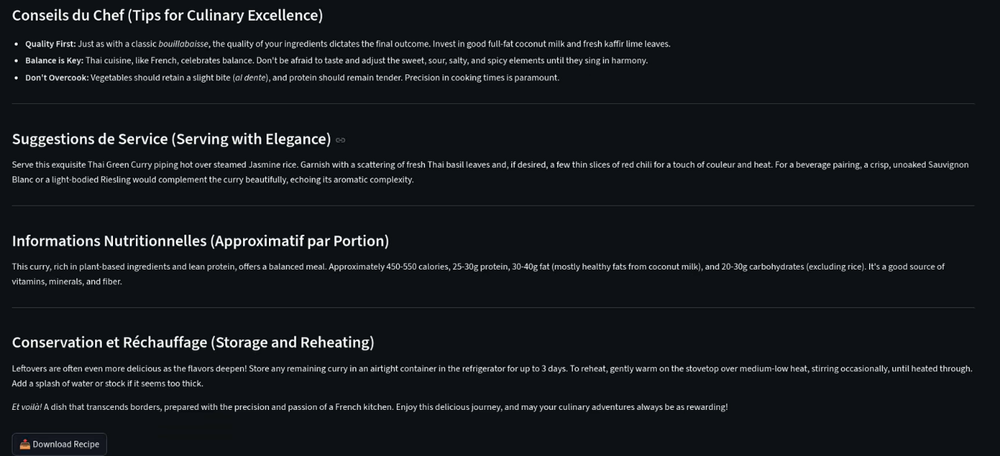 Conseils du Chef (Tips for Culinary Excellence)
Quality First: Just as with a classic bouillabaisse, the quality of your ingredients dictates the final outcome. Invest in good full-fat coconut milk and fresh kaffir lime leaves.
Balance is Key: Thai cuisine, like French, celebrates balance. Don't be afraid to taste and adjust the sweet, sour, salty, and spicy elements until they sing in harmony.
Don't Overcook: Vegetables should retain a slight bite (al dente), and protein should remain tender. Precision in cooking times is paramount.
Suggestions de Service (Serving with Elegance)
Serve this exquisite Thai Green Curry piping hot over steamed Jasmine rice. Garnish with a scattering of fresh Thai basil leaves and, if desired, a few thin slices of red chili for a touch of couleur and heat. For a beverage pairing, a crisp, unoaked Sauvignon
Blanc or a light-bodied Riesling would complement the curry beautifully, echoing its aromatic complexity.
Informations Nutritionnelles (Approximatif par Portion)
This curry, rich in plant-based ingredients and lean protein, offers a balanced meal. Approximately 450-550 calories, 25-30g protein, 30-40g fat (mostly healthy fats from coconut milk), and 20-30g carbohydrates (excluding rice). It's a good source of
vitamins, minerals, and fiber.
Conservation et Réchauffage (Storage and Reheating)
Leftovers are often even more delicious as the flavors deepen! Store any remaining curry in an airtight container in the refrigerator for up to 3 days. To reheat, gently warm on the stovetop over medium-low heat, stirring occasionally, until heated through.
Add a splash of water or stock if it seems too thick.
Et voilà! A dish that transcends borders, prepared with the precision and passion of a French kitchen. Enjoy this delicious journey, and may your culinary adventures always be as rewarding!
Download Recipe